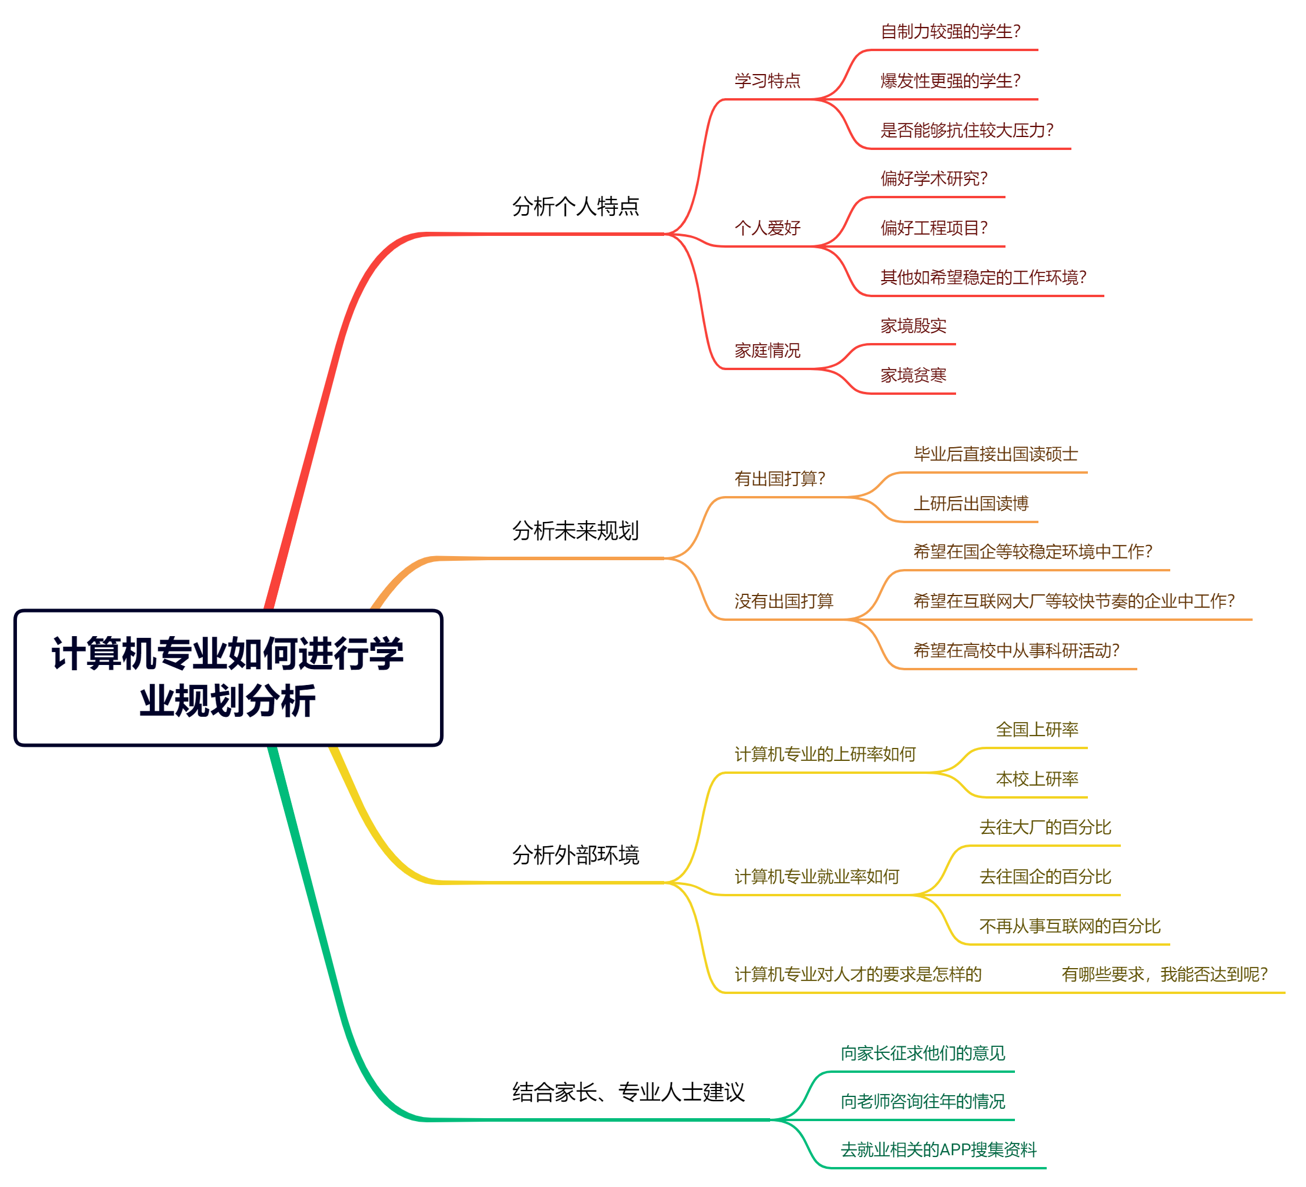 计算机专业如何进行学
业规划分析
分析个人特点
学习特点
自制力较强的学生？
爆发性更强的学生？
是否能够抗住较大压力？
个人爱好
偏好学术研究？
偏好工程项目？
其他如希望稳定的工作环境？
家庭情况
家境殷实
家境贫寒
分析未来规划
有出国打算？
毕业后直接出国读硕士
上研后出国读博
没有出国打算
希望在国企等较稳定环境中工作？
希望在互联网大厂等较快节奏的企业中工作？
希望在高校中从事科研活动？
分析外部环境
计算机专业的上研率如何
全国上研率
本校上研率
计算机专业就业率如何
去往大厂的百分比
去往国企的百分比
不再从事互联网的百分比
计算机专业对人才的要求是怎样的
有哪些要求，我能否达到呢？
结合家长、专业人士建议
向家长征求他们的意见
向老师咨询往年的情况
去就业相关的APP搜集资料